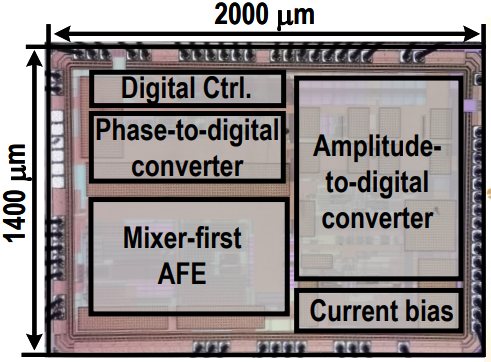 2000 μm
1400 μm
Digital Ctrl.
Phase-to-digital
converter
Mixer-first
AFE
Amplitude-
to-digital
converter
Current bias